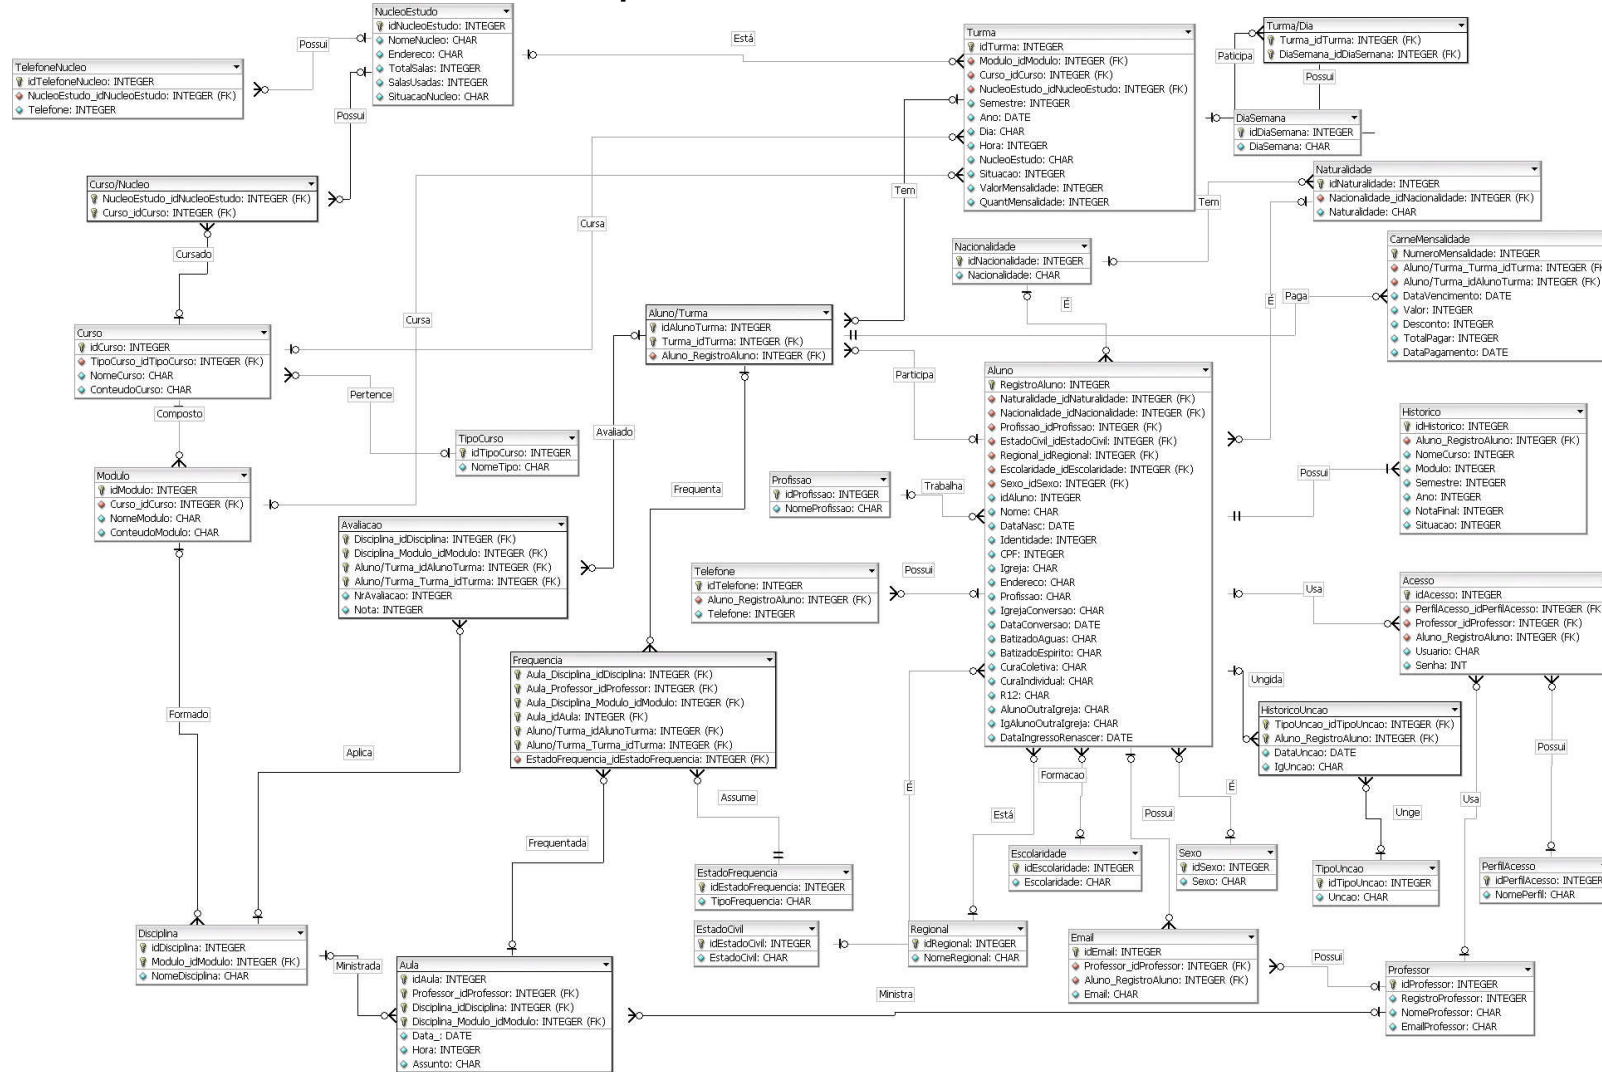 NucleoEstudo
idNucleoEstudo: INTEGER
NomeNucleo: CHAR
Endereco: CHAR
TotalSalas: INTEGER
SalasUsadas: INTEGER
SituacaoNucleo: CHAR
Possui
TelefoneNucleo
idTelefoneNucleo: INTEGER
NucleoEstudo_idNucleoEstudo: INTEGER (FK)
Telefone: INTEGER
Possui
Está
Turma
idTurma: INTEGER
Modulo_idModulo: INTEGER (FK)
Curso_idCurso: INTEGER (FK)
NucleoEstudo_idNucleoEstudo: INTEGER (FK)
Semestre: INTEGER
Ano: DATE
Dia: CHAR
Hora: INTEGER
NucleoEstudo: CHAR
Situacao: INTEGER
ValorMensalidade: INTEGER
QuantMensalidade: INTEGER
Turma/Dia
Turma_idTurma: INTEGER (FK)
DiaSemana_idDiaSemana: INTEGER (FK)
Paticipa
Possui
DiaSemana
idDiaSemana: INTEGER
DiaSemana: CHAR
Naturalidade
idNaturalidade: INTEGER
Nacionalidade_idNacionalidade: INTEGER (FK)
Naturalidade: CHAR
Tem
Tem
Curso/Nucleo
NucleoEstudo_idNucleoEstudo: INTEGER (FK)
Curso_idCurso: INTEGER (FK)
Cursado
Cursa
Cursa
Nacionalidade
idNacionalidade: INTEGER
Nacionalidade: CHAR
É
É
Paga
CarneMensalidade
NumeroMensalidade: INTEGER
Aluno/Turma_Turma_idTurma: INTEGER (FK
Aluno/Turma_idAlunoTurma: INTEGER (FK)
DataVencimento: DATE
Valor: INTEGER
Desconto: INTEGER
TotalPagar: INTEGER
DataPagamento: DATE
Aluno/Turma
idAlunoTurma: INTEGER
Turma_idTurma: INTEGER (FK)
Aluno_RegistroAluno: INTEGER (FK)
Curso
idCurso: INTEGER
TipoCurso_idTipoCurso: INTEGER (FK)
NomeCurso: CHAR
ConteudoCurso: CHAR
Pertence
Composto
TipoCurso
idTipoCurso: INTEGER
NomeTipo: CHAR
Avaliado
Participa
Frequenta
Aluno
RegistroAluno: INTEGER
Naturalidade_idNaturalidade: INTEGER (FK)
Nacionalidade_idNacionalidade: INTEGER (FK)
Profissao_idProfissao: INTEGER (FK)
EstadoCivil_idEstadoCivil: INTEGER (FK)
Regional_idRegional: INTEGER (FK)
Escolaridade_idEscolaridade: INTEGER (FK)
Sexo_idSexo: INTEGER (FK)
idAluno: INTEGER
Nome: CHAR
DataNasc: DATE
Identidade: INTEGER
CPF: INTEGER
Igreja: CHAR
Endereco: CHAR
Profissao: CHAR
IgrejaConversao: CHAR
DataConversao: DATE
BatizadoAguas: CHAR
BatizadoEspirito: CHAR
CuraColetiva: CHAR
CuraIndividual: CHAR
R12: CHAR
AlunoOutraIgreja: CHAR
IgAlunoOutraIgreja: CHAR
DataIngressoRenascer: DATE
Historico
idHistorico: INTEGER
Aluno_RegistroAluno: INTEGER (FK)
NomeCurso: CHAR
Modulo: INTEGER
Semestre: INTEGER
Ano: INTEGER
NotaFinal: INTEGER
Situacao: INTEGER
Possui
Modulo
idModulo: INTEGER
Curso_idCurso: INTEGER (FK)
NomeModulo: CHAR
ConteudoModulo: CHAR
Profissao
idProfissao: INTEGER
NomeProfissao: CHAR
Trabalha
Avaliacao
Disciplina_idDisciplina: INTEGER (FK)
Disciplina_Modulo_idModulo: INTEGER (FK)
Aluno/Turma_idAlunoTurma: INTEGER (FK)
Aluno/Turma_Turma_idTurma: INTEGER (FK)
NrAvaliacao: INTEGER
Nota: INTEGER
Telefone
idTelefone: INTEGER
Aluno_RegistroAluno: INTEGER (FK)
Telefone: INTEGER
Possui
Usa
Acesso
idAcesso: INTEGER
PerfilAcesso_idPerfilAcesso: INTEGER (FK
Professor_idProfessor: INTEGER (FK)
Aluno_RegistroAluno: INTEGER (FK)
Usuario: CHAR
Senha: INT
Frequencia
Aula_Disciplina_idDisciplina: INTEGER (FK)
Aula_Professor_idProfessor: INTEGER (FK)
Aula_Disciplina_Modulo_idModulo: INTEGER (FK)
Aula_idAula: INTEGER (FK)
Aluno/Turma_idAlunoTurma: INTEGER (FK)
Aluno/Turma_Turma_idTurma: INTEGER (FK)
EstadoFrequencia_idEstadoFrequencia: INTEGER (FK)
Ungida
HistoricoUncao
TipoUncao_idTipoUncao: INTEGER (FK)
Aluno_RegistroAluno: INTEGER (FK)
DataUncao: DATE
IgUncao: CHAR
Formado
Aplica
Possui
Formacao
É
É
Assume
Está
Possui
Unge
Usa
Frequentada
Escolaridade
idEscolaridade: INTEGER
Escolaridade: CHAR
Sexo
idSexo: INTEGER
Sexo: CHAR
TipoUncao
idTipoUncao: INTEGER
Uncao: CHAR
PerfilAcesso
idPerfilAcesso: INTEGER
NomePerfil: CHAR
EstadoFrequencia
idEstadoFrequencia: INTEGER
TipoFrequencia: CHAR
EstadoCivil
idEstadoCivil: INTEGER
EstadoCivil: CHAR
Regional
idRegional: INTEGER
NomeRegional: CHAR
Email
idEmail: INTEGER
Professor_idProfessor: INTEGER (FK)
Aluno_RegistroAluno: INTEGER (FK)
Email: CHAR
Possui
Disciplina
idDisciplina: INTEGER
Modulo_idModulo: INTEGER (FK)
NomeDisciplina: CHAR
Ministrada
Aula
idAula: INTEGER
Professor_idProfessor: INTEGER (FK)
Disciplina_idDisciplina: INTEGER (FK)
Disciplina_Modulo_idModulo: INTEGER (FK)
Data_: DATE
Hora: INTEGER
Assunto: CHAR
Ministra
Professor
idProfessor: INTEGER
RegistroProfessor: INTEGER
NomeProfessor: CHAR
EmailProfessor: CHAR